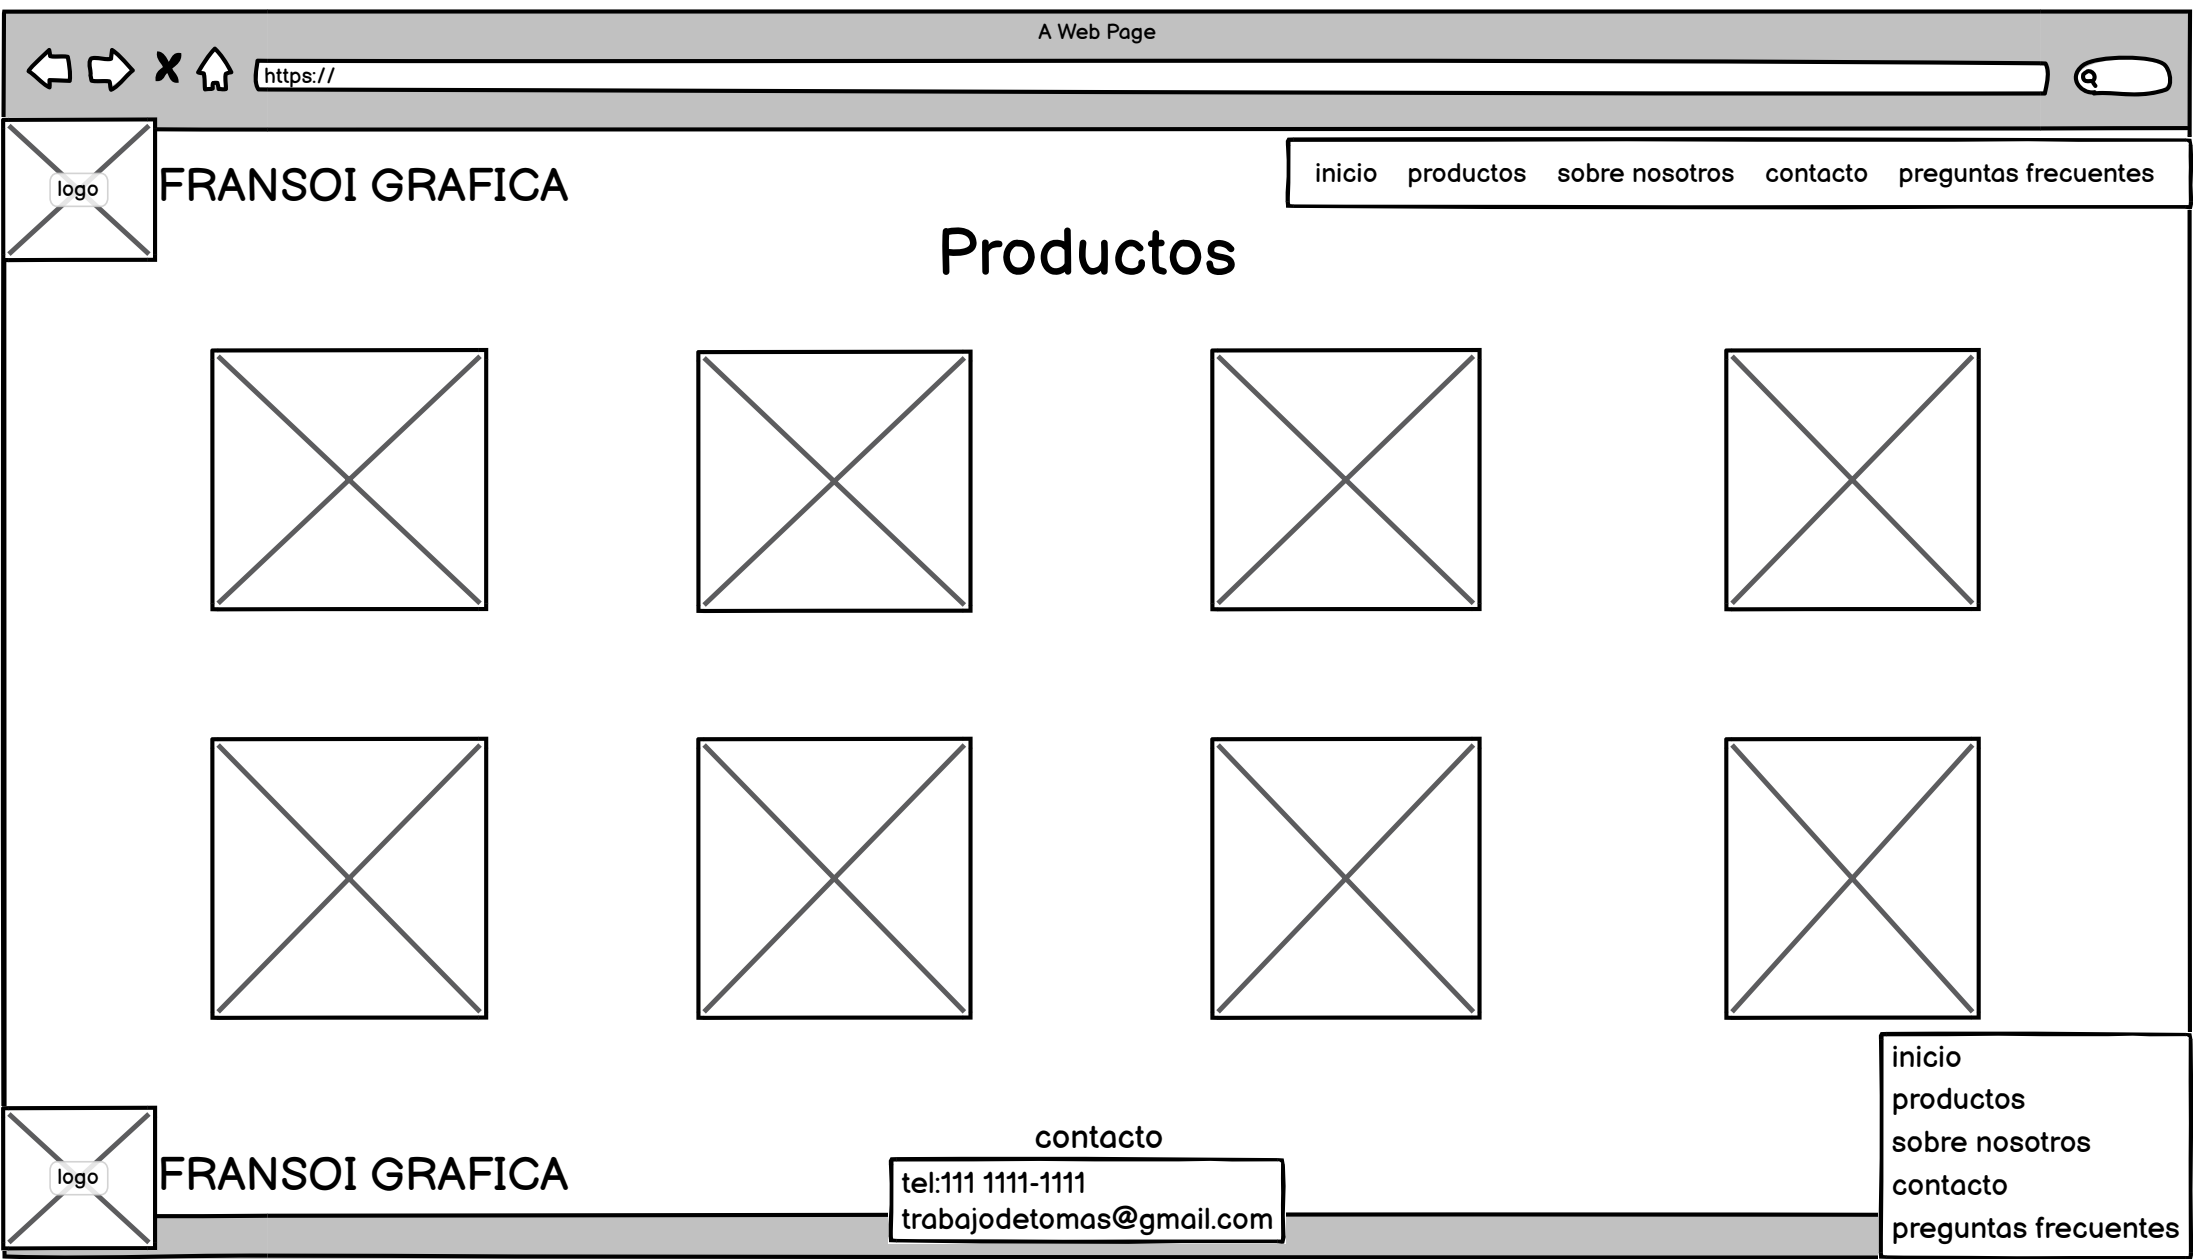 A Web Page
https://
logo
FRANSOI GRAFICA
inicio productos sobre nosotros contacto preguntas frecuentes
Productos
logo
FRANSOI GRAFICA
contacto
tel:111 1111-1111
trabajodetomas@gmail.com
inicio
productos
sobre nosotros
contacto
preguntas frecuentes